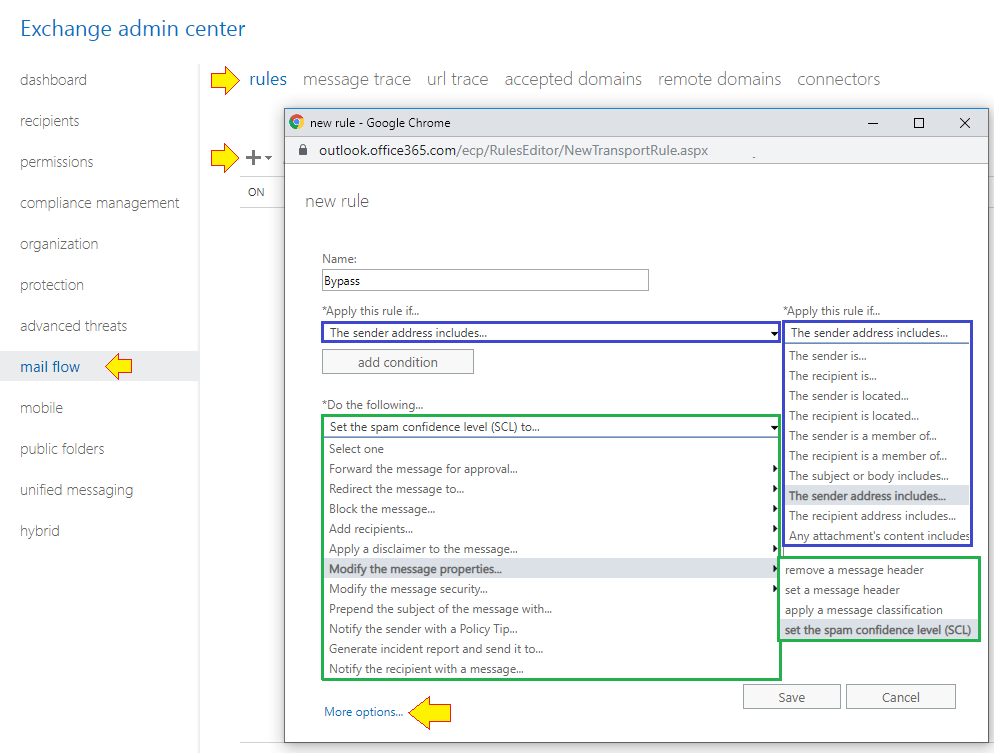 Exchange admin center
dashboard
recipients
permissions
compliance management
organization
protection
advanced threats
mail flow
mobile
public folders
unified messaging
hybrid
rules message trace url trace accepted domains remote domains connectors
ON
new rule - Google Chrome
outlook.office365.com/ecp/RulesEditor/NewTransportRule.aspx
new rule
Name:
Bypass
*Apply this rule if...
The sender address includes...
add condition
*Do the following...
Set the spam confidence level (SCL) to...
Select one
Forward the message for approval...
Redirect the message to...
Block the message...
Add recipients...
Apply a disclaimer to the message...
Modify the message properties...
Modify the message security...
Prepend the subject of the message with...
Notify the sender with a Policy Tip...
Generate incident report and send it to...
Notify the recipient with a message...
More options...
*Apply this rule if...
The sender address includes...
The sender is...
The recipient is...
The sender is located...
The recipient is located...
The sender is a member of...
The recipient is a member of...
The subject or body includes...
The sender address includes...
The recipient address includes...
Any attachment's content includes
remove a message header
set a message header
apply a message classification
set the spam confidence level (SCL)
Save
Cancel